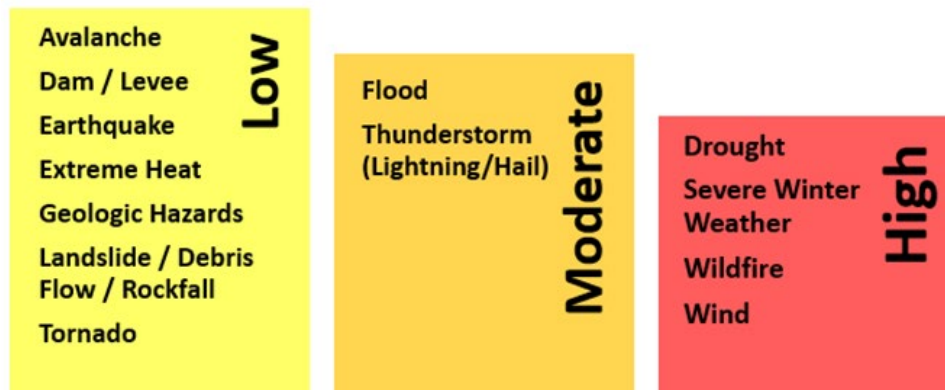 Low
Avalanche
Dam / Levee
Earthquake
Extreme Heat
Geologic Hazards
Landslide / Debris
Flow / Rockfall
Tornado
Moderate
Flood
Thunderstorm
(Lightning/Hail)
High
Drought
Severe Winter
Weather
Wildfire
Wind